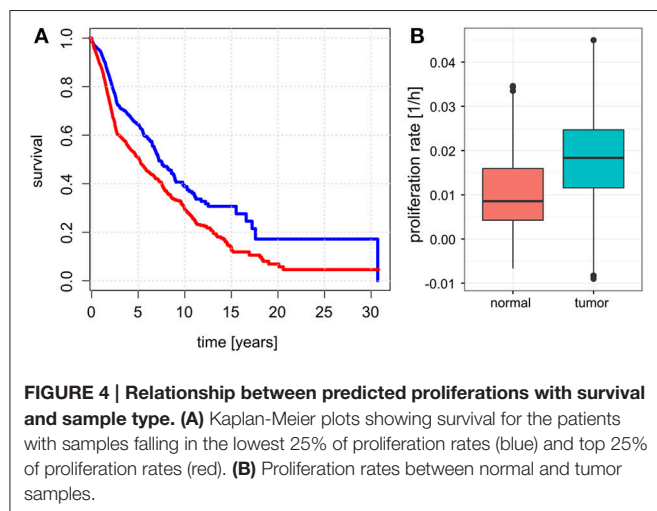 A
B
1.0
0.8
0.6
0.4
0.2
0.0
survival
0 5 10 15 20 25 30
time [years]
0.04
0.03
0.02
0.01
0.00
-0.01
proliferation rate [1/h]
normal tumor
FIGURE 4 | Relationship between predicted proliferations with survival
and sample type. (A) Kaplan-Meier plots showing survival for the patients
with samples falling in the lowest 25% of proliferation rates (blue) and top 25%
of proliferation rates (red). (B) Proliferation rates between normal and tumor
samples.